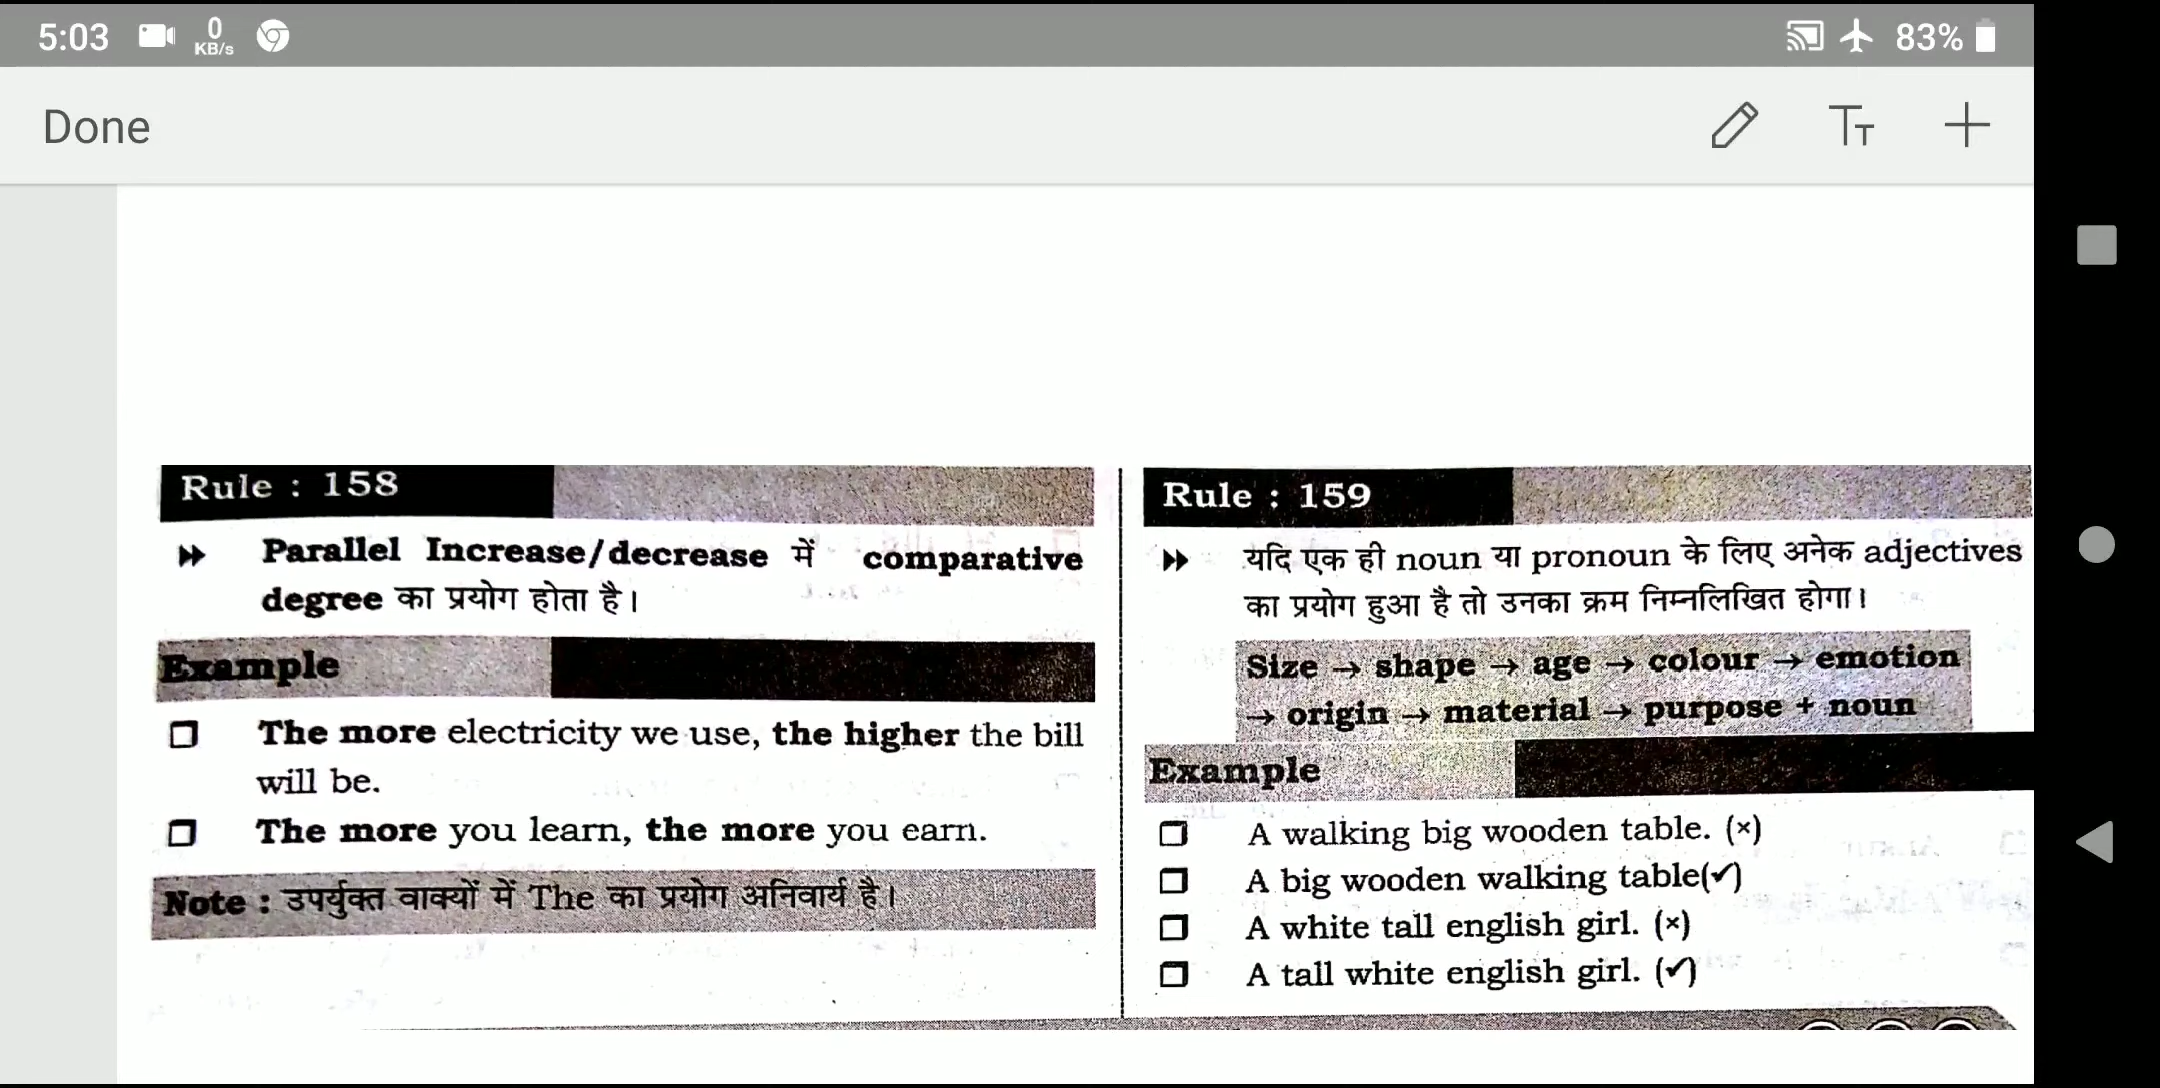 5:03 0 KB/s 83%
Done
Rule : 158
Parallel Increase/decrease में comparative
degree का प्रयोग होता है।
Example
The more electricity we use, the higher the bill
will be.
The more you learn, the more you earn.
Note : उपर्युक्त वाक्यों में The का प्रयोग अनिवार्य है।
Rule : 159
यदि एक ही noun या pronoun के लिए अनेक adjectives
का प्रयोग हुआ है तो उनका क्रम निम्नलिखित होगा।
Size → shape → age → colour → emotion
→ origin → material → purpose + noun
Example
A walking big wooden table. (×)
A big wooden walking table(✓)
A white tall english girl. (×)
A tall white english girl. (✓)